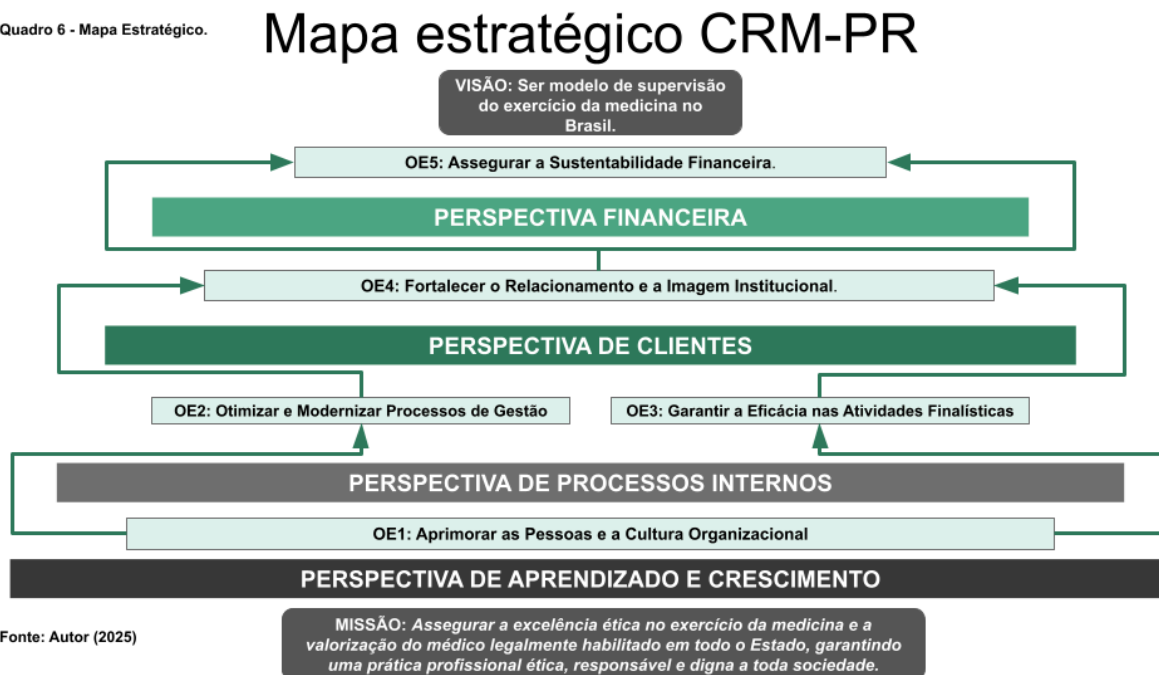 Quadro 6 - Mapa Estratégico.
Mapa estratégico CRM-PR
VISÃO: Ser modelo de supervisão
do exercício da medicina no
Brasil.
OE5: Assegurar a Sustentabilidade Financeira.
PERSPECTIVA FINANCEIRA
OE4: Fortalecer o Relacionamento e a Imagem Institucional.
PERSPECTIVA DE CLIENTES
OE2: Otimizar e Modernizar Processos de Gestão
OE3: Garantir a Eficácia nas Atividades Finalísticas
PERSPECTIVA DE PROCESSOS INTERNOS
OE1: Aprimorar as Pessoas e a Cultura Organizacional
PERSPECTIVA DE APRENDIZADO E CRESCIMENTO
Fonte: Autor (2025)
MISSÃO: Assegurar a excelência ética no exercício da medicina e a
valorização do médico legalmente habilitado em todo o Estado, garantindo
uma prática profissional ética, responsável e digna a toda sociedade.